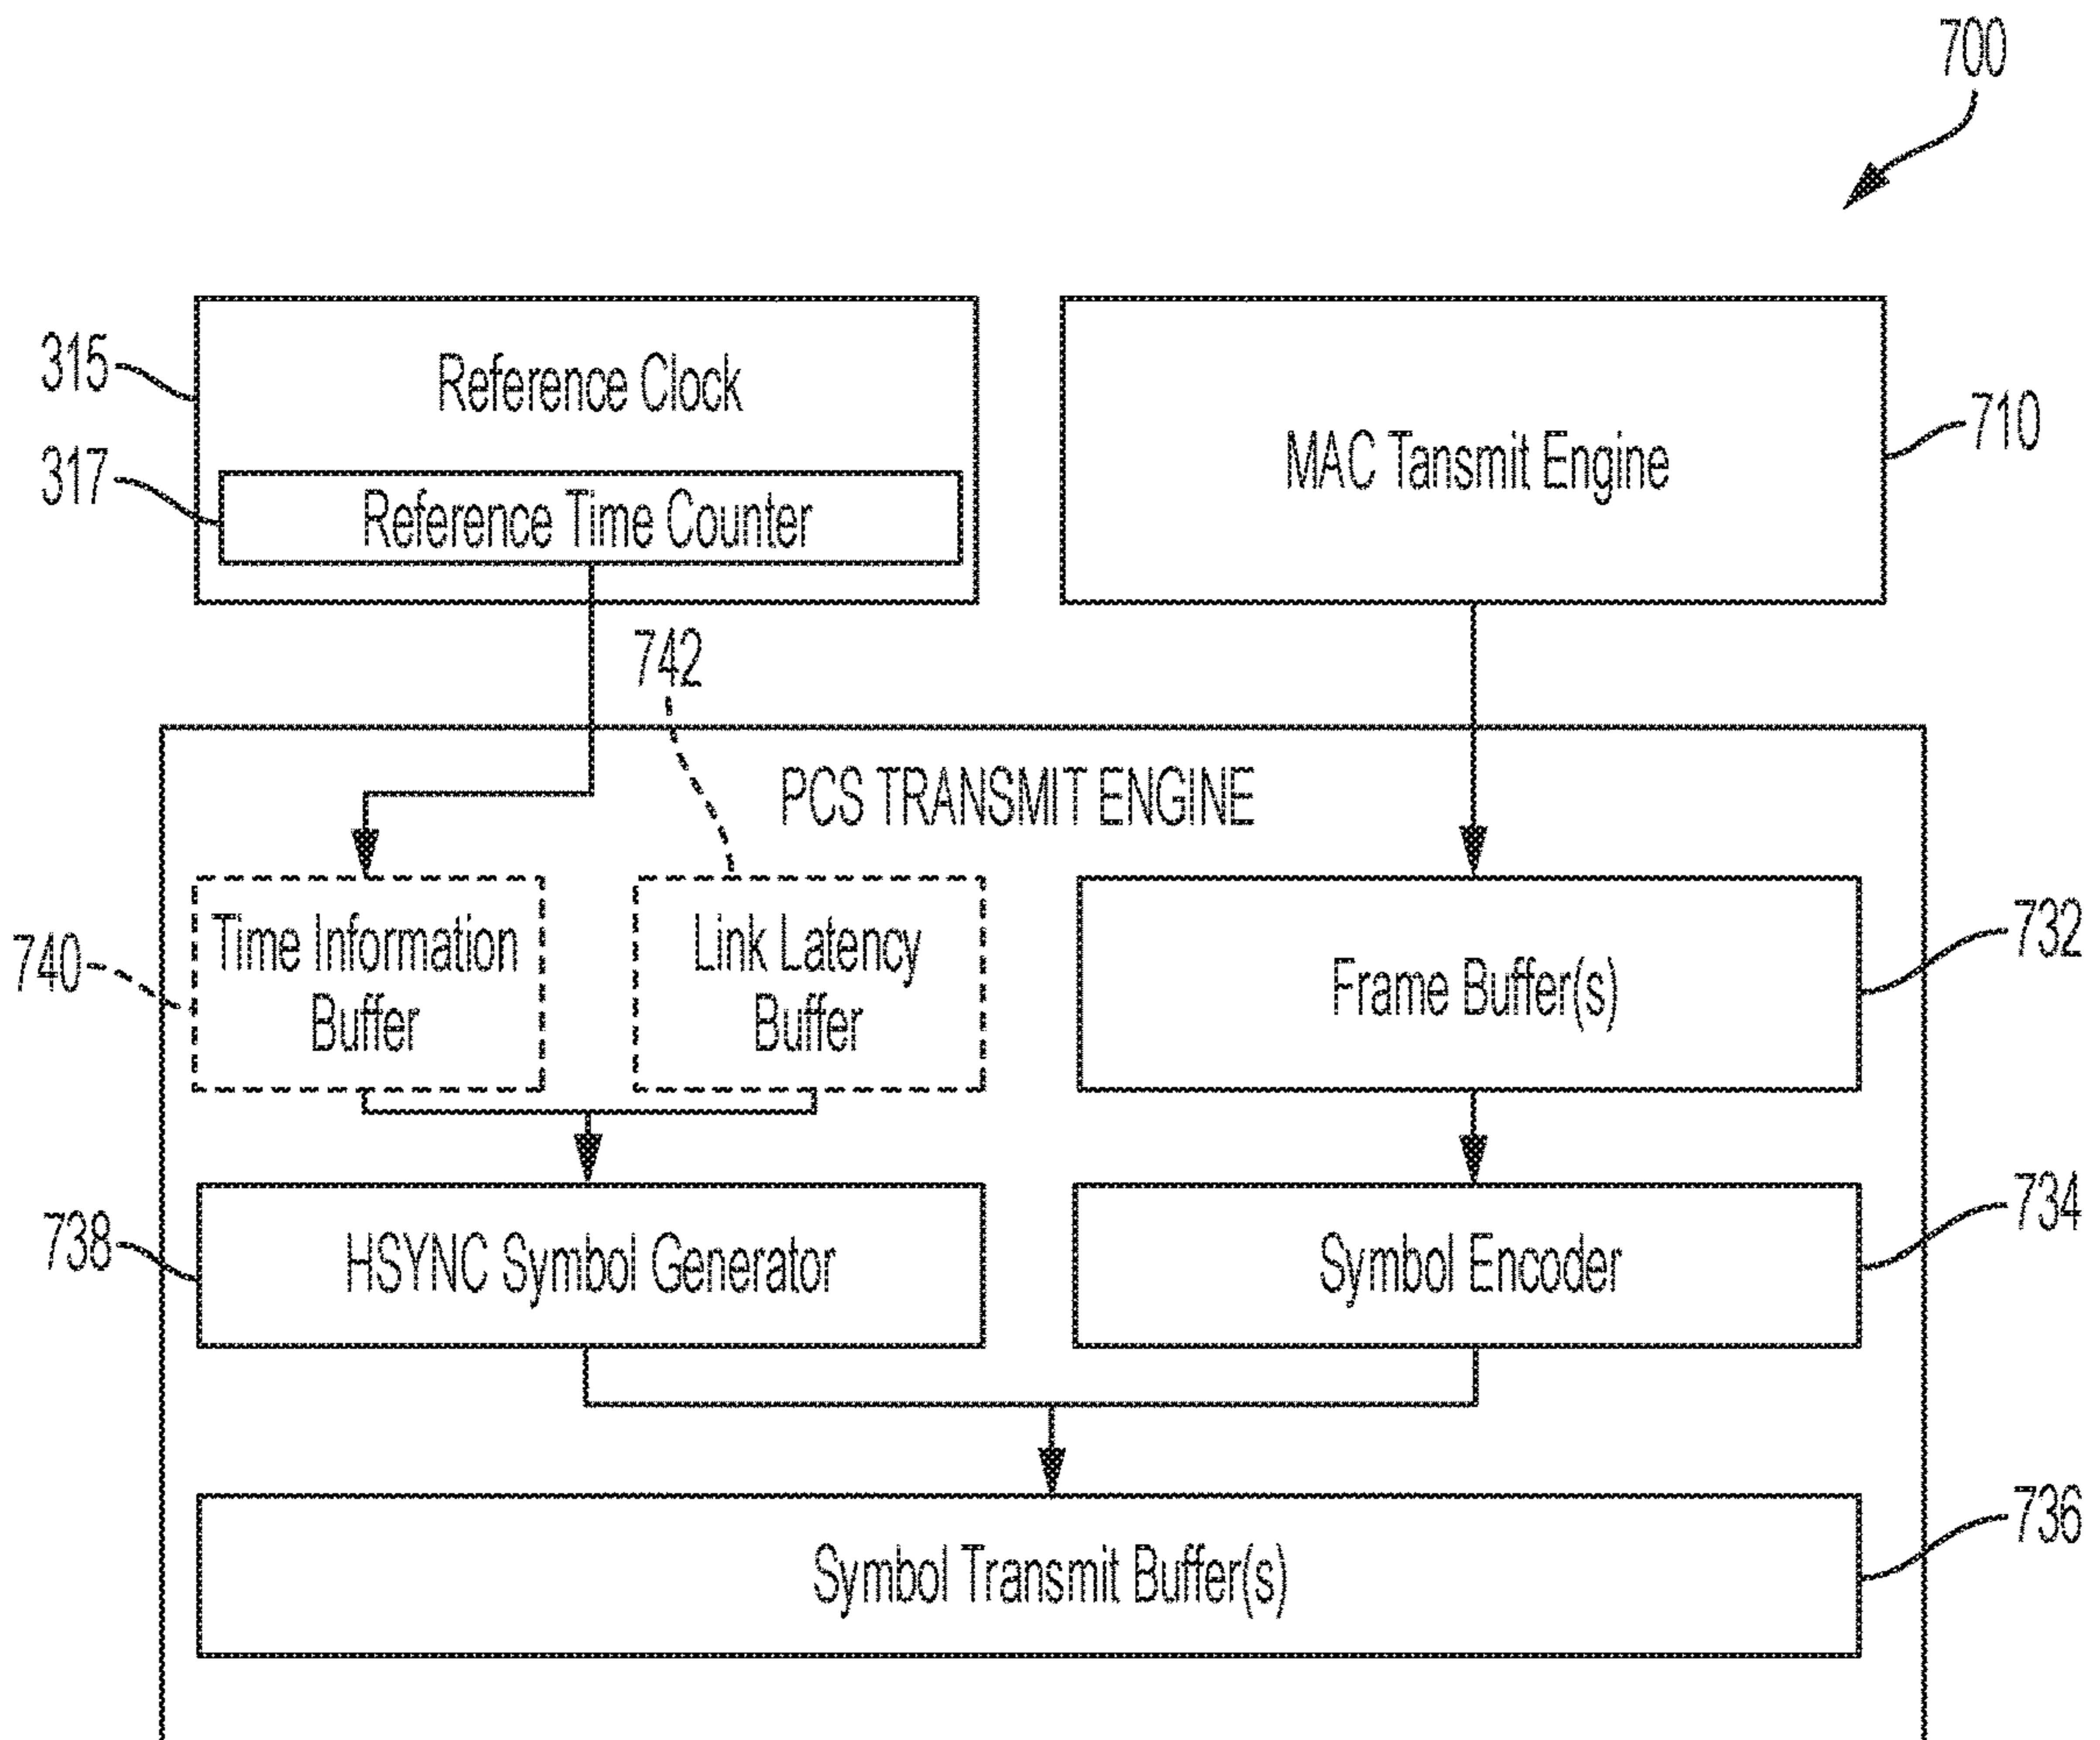 700
315
Reference Clock
317
Reference Time Counter
MAC Tansmit Engine
710
742
PCS TRANSMIT ENGINE
740
Time Information
Buffer
Link Latency
Buffer
Frame Buffer(s)
732
738
HSYNC Symbol Generator
Symbol Encoder
734
Symbol Transmit Buffer(s)
736